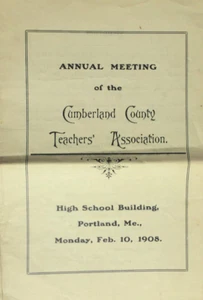 ANNUAL MEETING
of the
Cumberland County
Teachers' Association.
High School Building,
Portland, Me.,
Monday, Feb. 10, 1908.